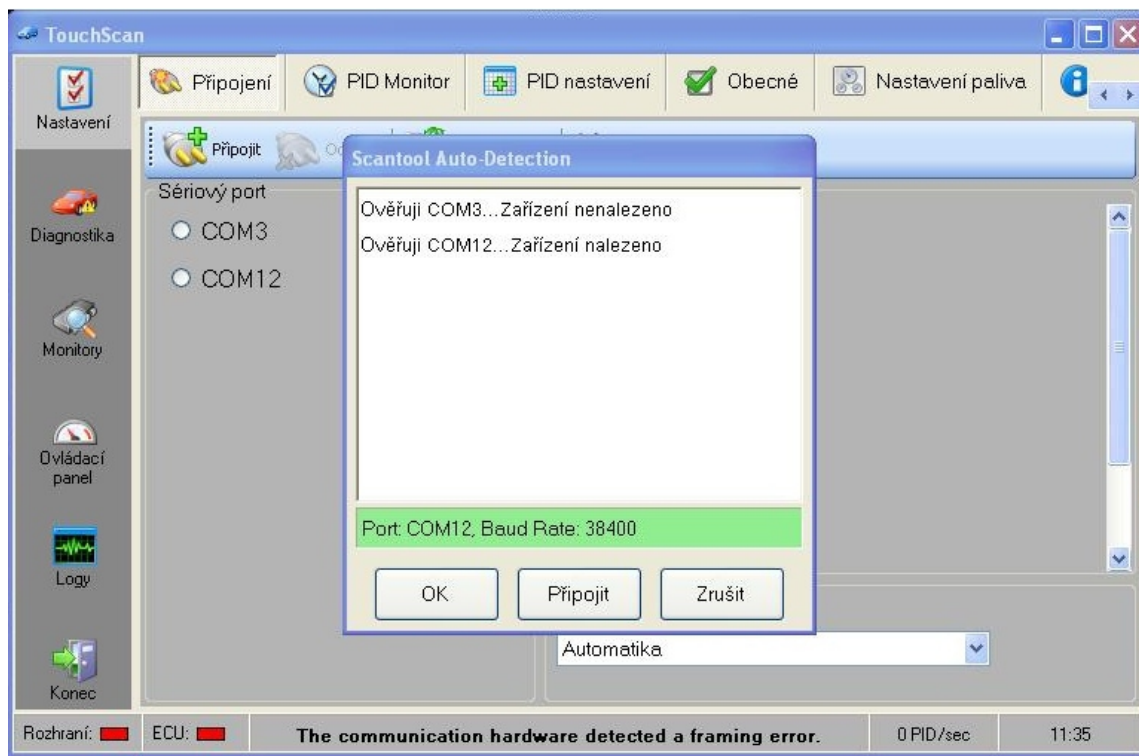 TouchScan
Nastavení
Diagnostika
Monitory
Ovládací
panel
Logy
Konec
Připojení
PID Monitor
PID nastavení
Obecné
Nastavení paliva
Připojit
Sériový port
COM3
COM12
Scantool Auto-Detection
Ověřuji COM3...Zařízení nenalezeno
Ověřuji COM12...Zařízení nalezeno
Port: COM12, Baud Rate: 38400
OK
Připojit
Zrušit
Automatika
Rozhraní:
ECU:
The communication hardware detected a framing error.
0 PID/sec
11:35